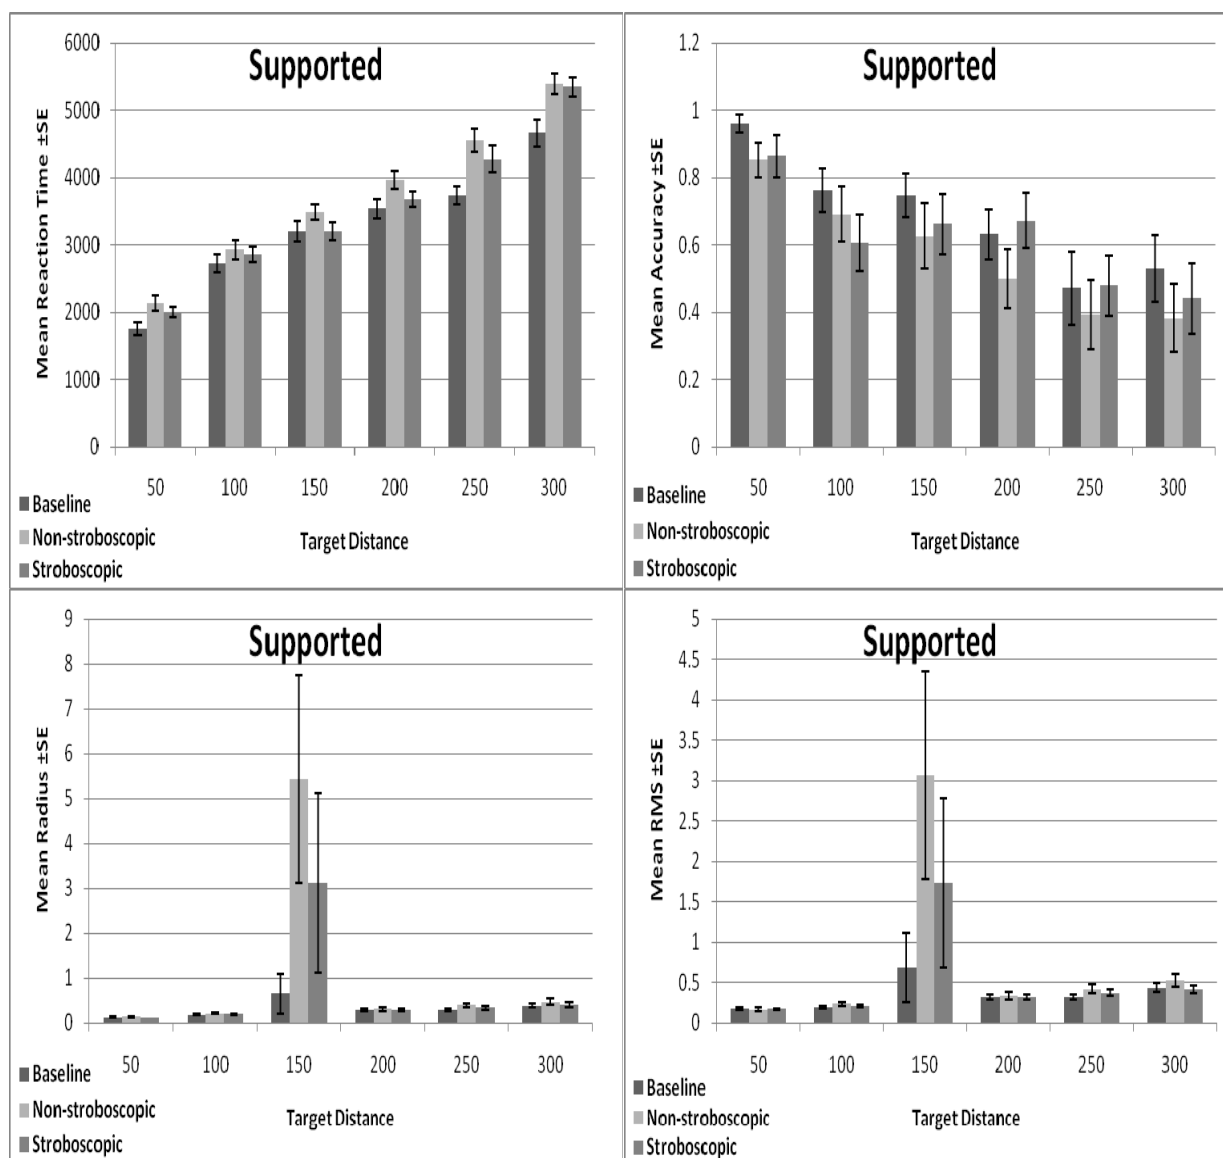 Supported
6000
5000
4000
3000
2000
1000
0
Mean Reaction Time ±SE
50 100 150 200 250 300
Baseline
Non-stroboscopic
Stroboscopic
Target Distance
Supported
1.2
1
0.8
0.6
0.4
0.2
0
Mean Accuracy ±SE
50 100 150 200 250 300
Baseline
Non-stroboscopic
Stroboscopic
Target Distance
Supported
9
8
7
6
5
4
3
2
1
0
Mean Radius ±SE
50 100 150 200 250 300
Baseline
Non-stroboscopic
Stroboscopic
Target Distance
Supported
5
4.5
4
3.5
3
2.5
2
1.5
1
0.5
0
Mean RMS ±SE
50 100 150 200 250 300
Baseline
Non-stroboscopic
Stroboscopic
Target Distance